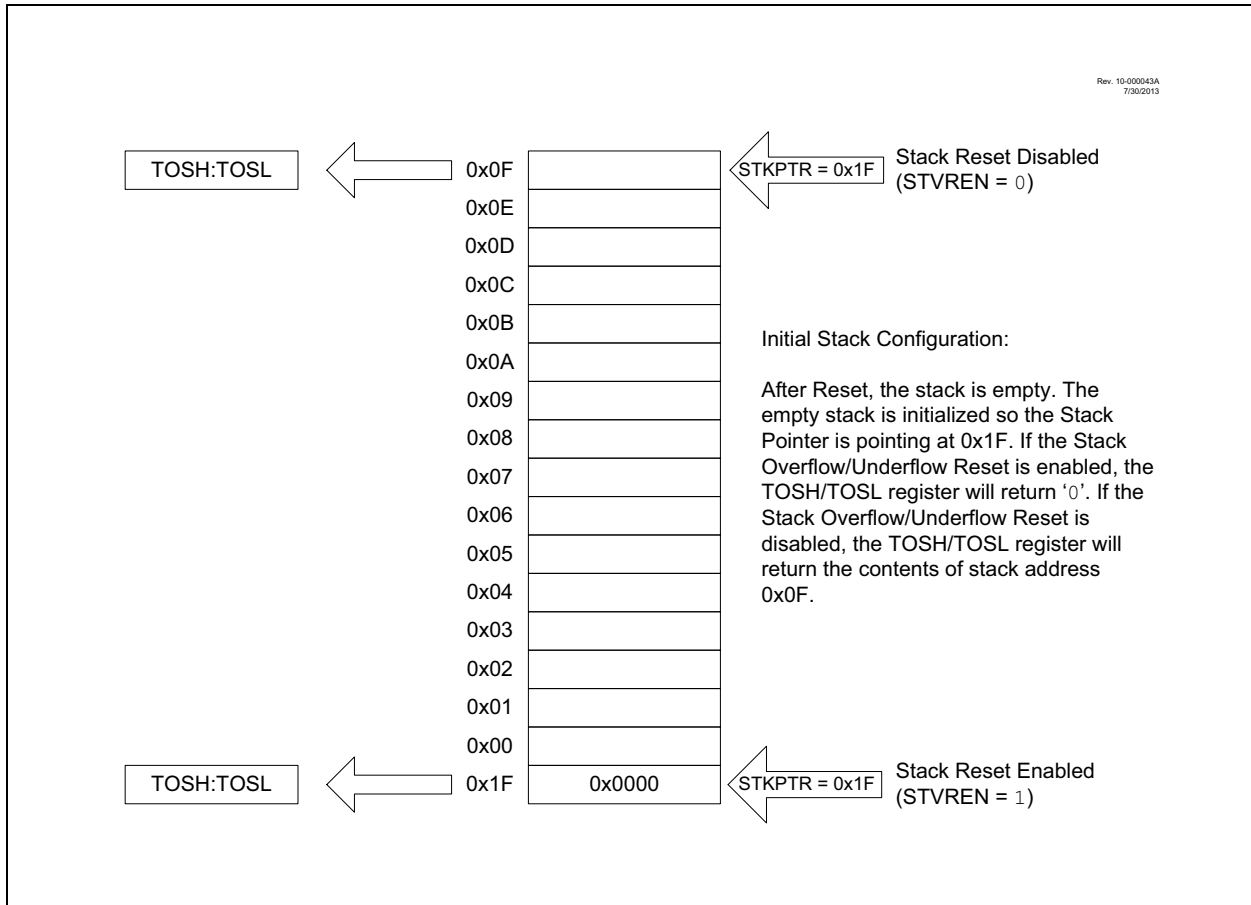 Rev. 10-000043A
7/30/2013
TOSH:TOSL
0x0F
STKPTR = 0x1F
Stack Reset Disabled
(STVREN = 0)
0x0E
0x0D
0x0C
0x0B
0x0A
0x09
0x08
0x07
0x06
0x05
0x04
0x03
0x02
0x01
0x00
Initial Stack Configuration:
After Reset, the stack is empty. The
empty stack is initialized so the Stack
Pointer is pointing at 0x1F. If the Stack
Overflow/Underflow Reset is enabled, the
TOSH/TOSL register will return ‘0’. If the
Stack Overflow/Underflow Reset is
disabled, the TOSH/TOSL register will
return the contents of stack address
0x0F.
TOSH:TOSL
0x1F
0x0000
STKPTR = 0x1F
Stack Reset Enabled
(STVREN = 1)